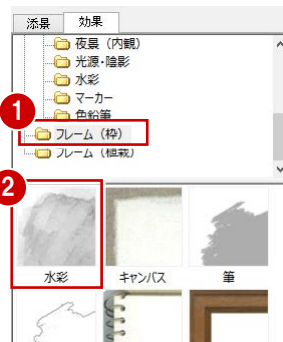 添景 効果
夜景（内観）
光源・陰影
水彩
マーカー
色鉛筆
1
フレーム（枠）
フレーム（植栽）
2
水彩 キャンバス 筆